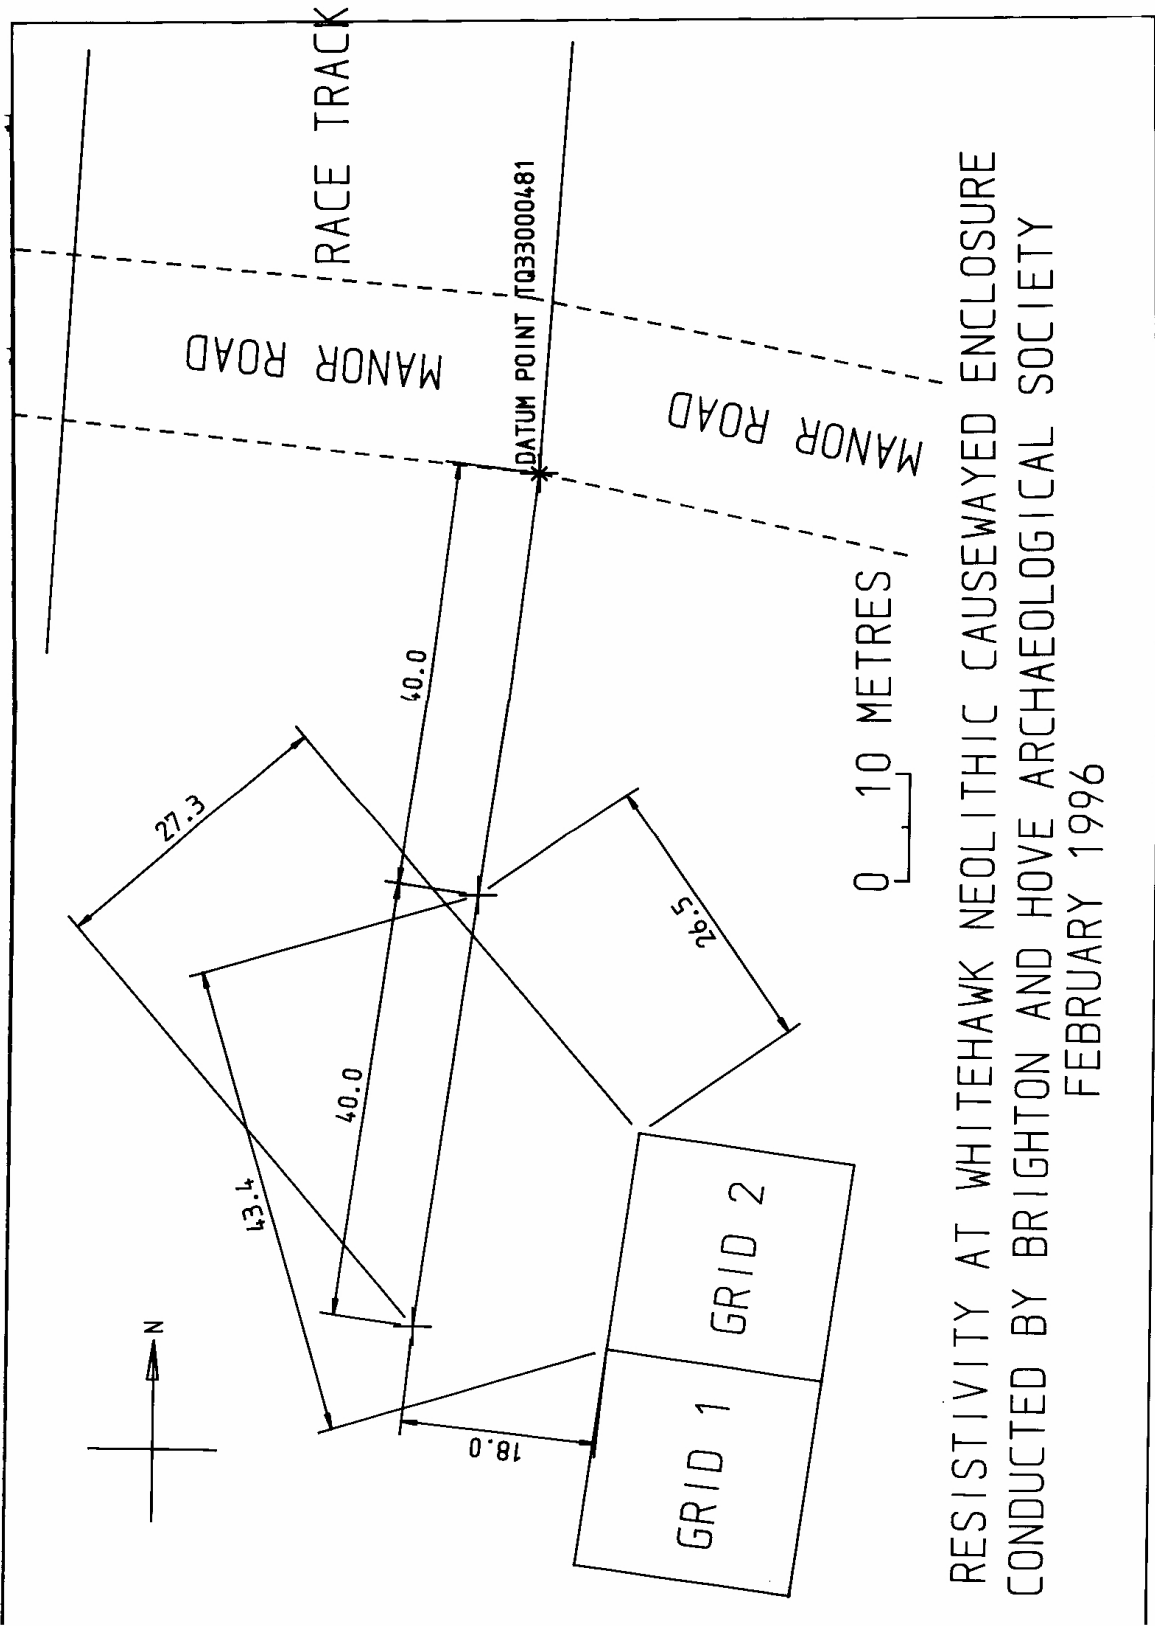 RACE TRACK
MANOR ROAD
DATUM POINT TQ33000481
MANOR ROAD
40.0
27.3
40.0
43.4
26.5
18.0
N
GRID 1
GRID 2
0 10 METRES
RESISTIVITY AT WHITEHAWK NEOLITHIC CAUSEWAYED ENCLOSURE
CONDUCTED BY BRIGHTON AND HOVE ARCHAEOLOGICAL SOCIETY
FEBRUARY 1996